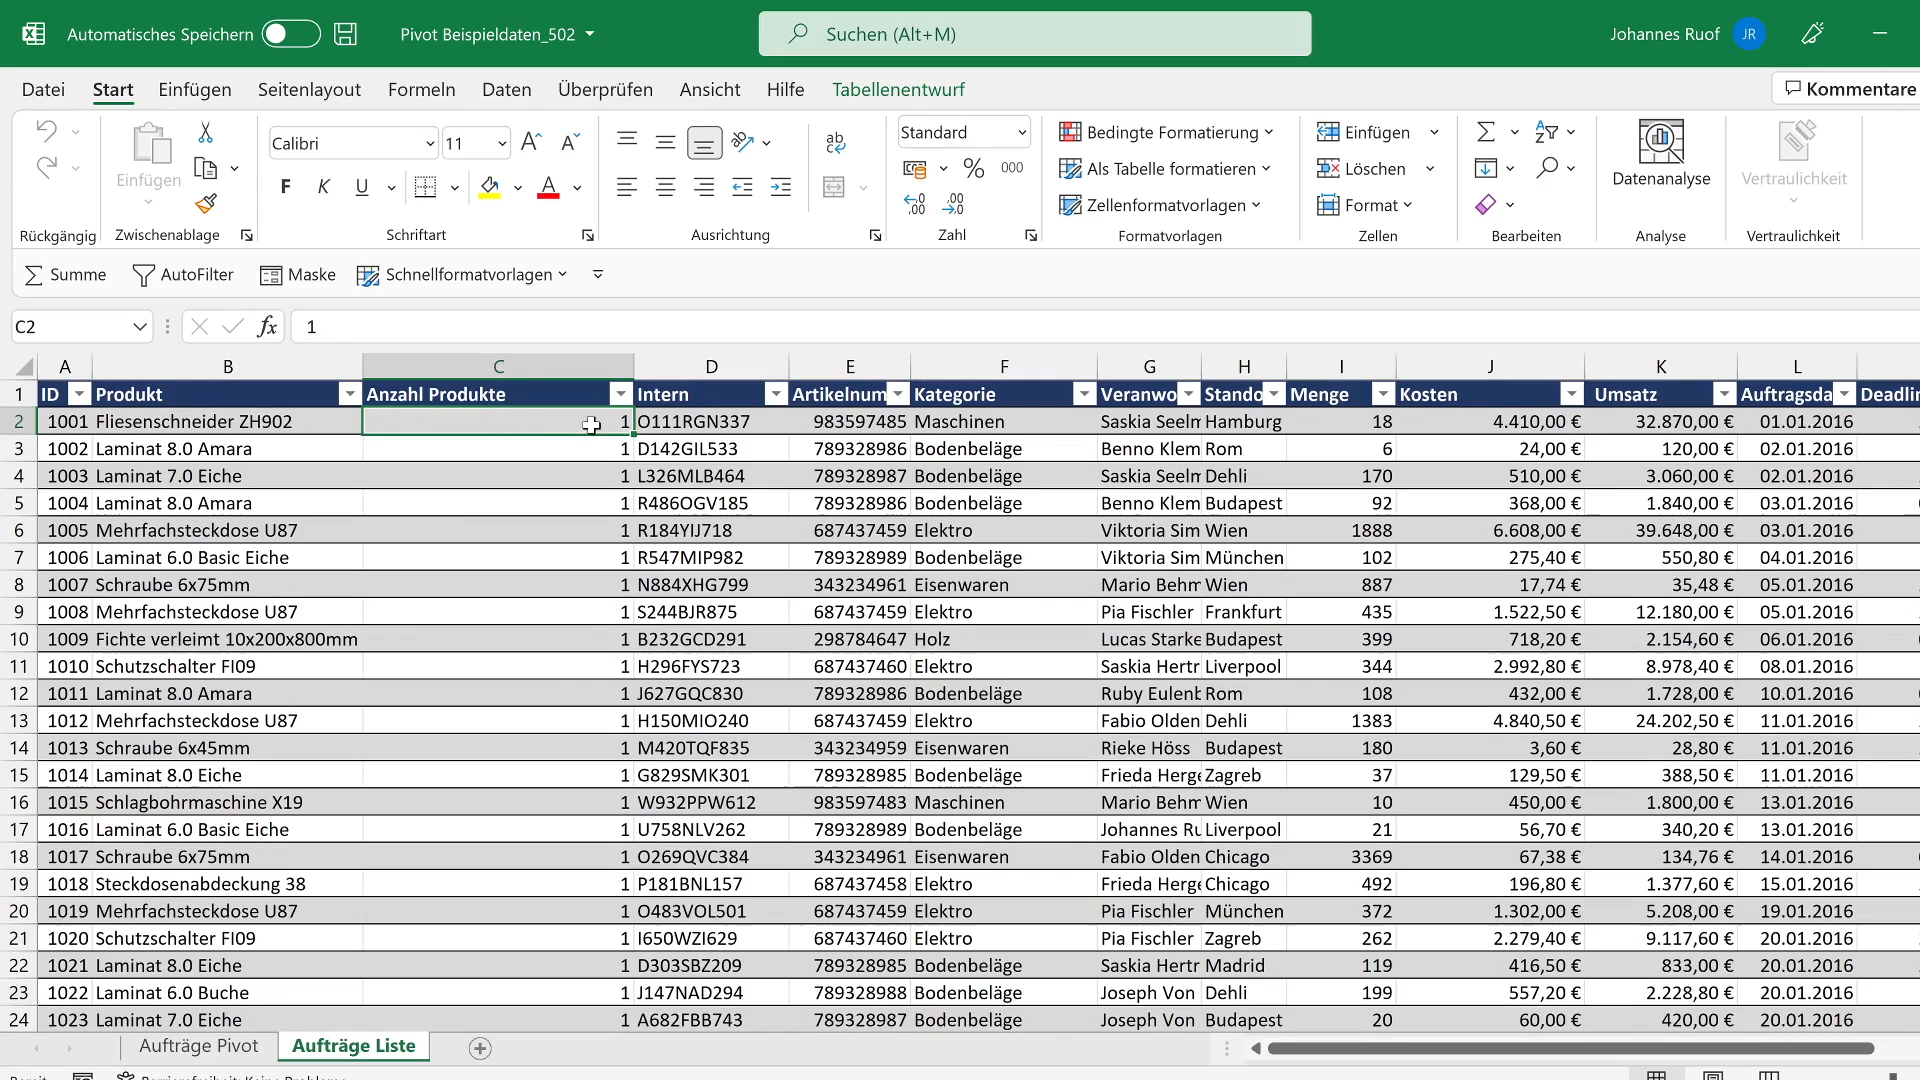 Automatisches Speichern Pivot Beispieldaten_502 Suchen (Alt+M) Johannes Ruof JR
Datei Start Einfügen Seitenlayout Formeln Daten Überprüfen Ansicht Hilfe Tabellenentwurf Kommentare
Calibri 11 Standard Bedingte Formatierung Einfügen
Einfügen ab 000 Als Tabelle formatieren Löschen Datenanalyse Vertraulichkeit
F K U Zellenformatvorlagen Format
Rückgängig Zwischenablage Schriftart Ausrichtung Zahl Formatvorlagen Zellen Bearbeiten Analyse Vertraulichkeit
Summe AutoFilter Maske Schnellformatvorlagen
C2 fx 1
A B C D E F G H I J K L
1 ID Produkt Anzahl Produkte Intern Artikelnum Kategorie Veranwo Stando Menge Kosten Umsatz Auftragsda Deadlin
2 1001 Fliesenschneider ZH902 1 O111RGN337 983597485 Maschinen Saskia Seelm Hamburg 18 4.410,00 € 32.870,00 € 01.01.2016
3 1002 Laminat 8.0 Amara 1 D142GIL533 789328986 Bodenbeläge Benno Klem Rom 6 24,00 € 120,00 € 02.01.2016
4 1003 Laminat 7.0 Eiche 1 L326MLB464 789328987 Bodenbeläge Saskia Seelm Dehli 170 510,00 € 3.060,00 € 02.01.2016
5 1004 Laminat 8.0 Amara 1 R486OGV185 789328986 Bodenbeläge Benno Klem Budapest 92 368,00 € 1.840,00 € 03.01.2016
6 1005 Mehrfachsteckdose U87 1 R184YIJ718 687437459 Elektro Viktoria Sim Wien 1888 6.608,00 € 39.648,00 € 03.01.2016
7 1006 Laminat 6.0 Basic Eiche 1 R547MIP982 789328989 Bodenbeläge Viktoria Sim München 102 275,40 € 550,80 € 04.01.2016
8 1007 Schraube 6x75mm 1 N884XHG799 343234961 Eisenwaren Mario Behm Wien 887 17,74 € 35,48 € 05.01.2016
9 1008 Mehrfachsteckdose U87 1 S244BJR875 687437459 Elektro Pia Fischler Frankfurt 435 1.522,50 € 12.180,00 € 05.01.2016
10 1009 Fichte verleimt 10x200x800mm 1 B232GCD291 298784647 Holz Lucas Starke Budapest 399 718,20 € 2.154,60 € 06.01.2016
11 1010 Schutzschalter FI09 1 H296FYS723 687437460 Elektro Saskia Hertr Liverpool 344 2.992,80 € 8.978,40 € 08.01.2016
12 1011 Laminat 8.0 Amara 1 J627GQC830 789328986 Bodenbeläge Ruby Eulenb Rom 108 432,00 € 1.728,00 € 10.01.2016
13 1012 Mehrfachsteckdose U87 1 H150MIO240 687437459 Elektro Fabio Olden Dehli 1383 4.840,50 € 24.202,50 € 11.01.2016
14 1013 Schraube 6x45mm 1 M420TQF835 343234959 Eisenwaren Rieke Höss Budapest 180 3,60 € 28,80 € 11.01.2016
15 1014 Laminat 8.0 Eiche 1 G829SMK301 789328985 Bodenbeläge Frieda Herge Zagreb 37 129,50 € 388,50 € 11.01.2016
16 1015 Schlagbohrmaschine X19 1 W932PPW612 983597483 Maschinen Mario Behm Wien 10 450,00 € 1.800,00 € 13.01.2016
17 1016 Laminat 6.0 Basic Eiche 1 U758NLV262 789328989 Bodenbeläge Johannes Ru Liverpool 21 56,70 € 340,20 € 13.01.2016
18 1017 Schraube 6x75mm 1 O269QVC384 343234961 Eisenwaren Fabio Olden Chicago 3369 67,38 € 134,76 € 14.01.2016
19 1018 Steckdosenabdeckung 38 1 P181BNL157 687437458 Elektro Frieda Herge Chicago 492 196,80 € 1.377,60 € 15.01.2016
20 1019 Mehrfachsteckdose U87 1 O483VOL501 687437459 Elektro Pia Fischler München 372 1.302,00 € 5.208,00 € 19.01.2016
21 1020 Schutzschalter FI09 1 I650WZI629 687437460 Elektro Pia Fischler Zagreb 262 2.279,40 € 9.117,60 € 20.01.2016
22 1021 Laminat 8.0 Eiche 1 D303SBZ209 789328985 Bodenbeläge Saskia Hertr Madrid 119 416,50 € 833,00 € 20.01.2016
23 1022 Laminat 6.0 Buche 1 J147NAD294 789328988 Bodenbeläge Joseph Von Dehli 199 557,20 € 2.228,80 € 20.01.2016
24 1023 Laminat 7.0 Eiche 1 A682FBB743 789328987 Bodenbeläge Joseph Von Budapest 20 60,00 € 420,00 € 20.01.2016
Aufträge Pivot Aufträge Liste